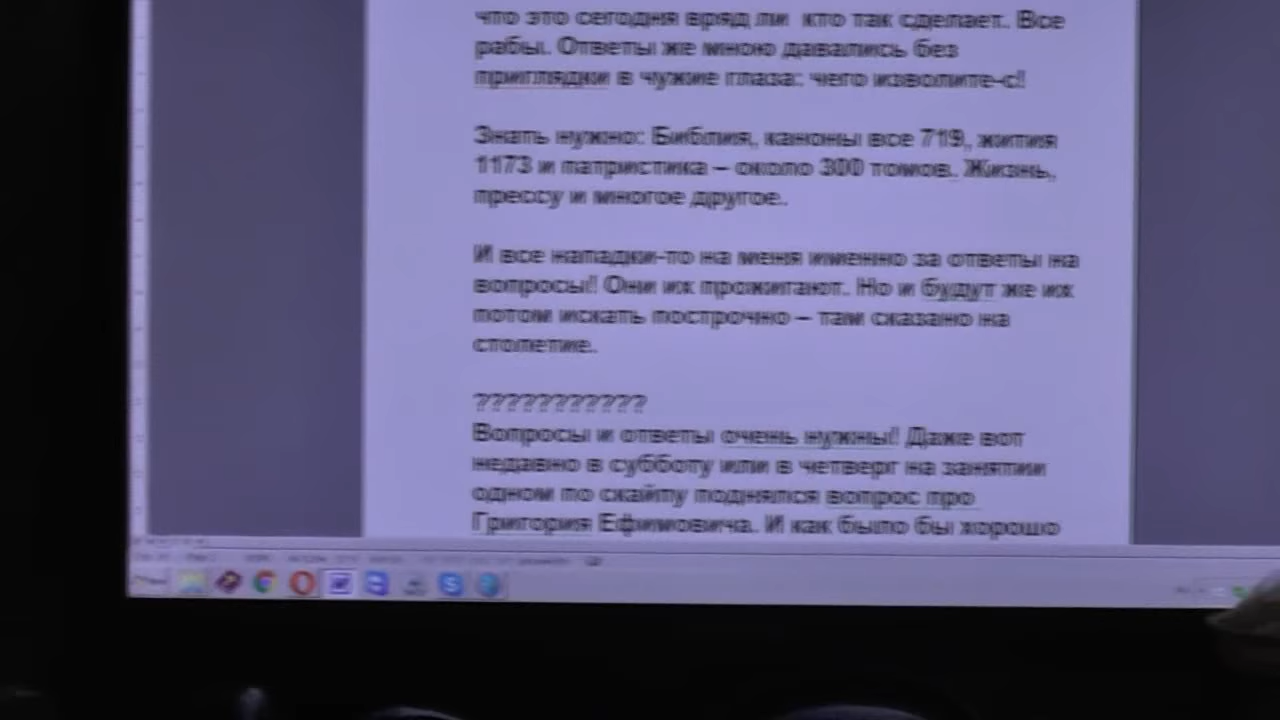 что это сегодня вряд ли кто так сделает. Все
рабы. Ответы же мною давались без
приглядки в чужие глаза: чего изволите-с!
Знать нужно: Библия, каноны все 719, жития
1173 и патристика – около 300 томов. Жизнь,
прессу и многое другое.
И все нападки-то на меня именно за ответы на
вопросы! Они их прожигают. Но и будут же их
потом искать построчно – там сказано на
столетие.
???????????
Вопросы и ответы очень нужны! Даже вот
недавно в субботу или в четверг на занятии
одном по скайпу поднялся вопрос про
Григория Ефимовича. И как было бы хорошо